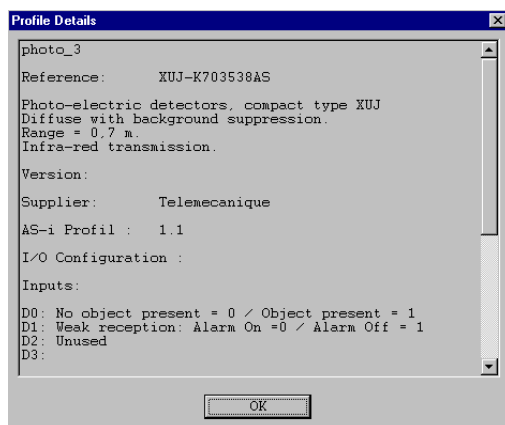 Profile Details
photo_3
Reference: XUJ-K703538AS
Photo-electric detectors, compact type XUJ
Diffuse with background suppression.
Range = 0,7 m.
Infra-red transmission.
Version:
Supplier: Telemecanique
AS-i Profil : 1.1
I/O Configuration :
Inputs:
D0: No object present = 0 / Object present = 1
D1: Weak reception: Alarm On =0 / Alarm Off = 1
D2: Unused
D3:
OK